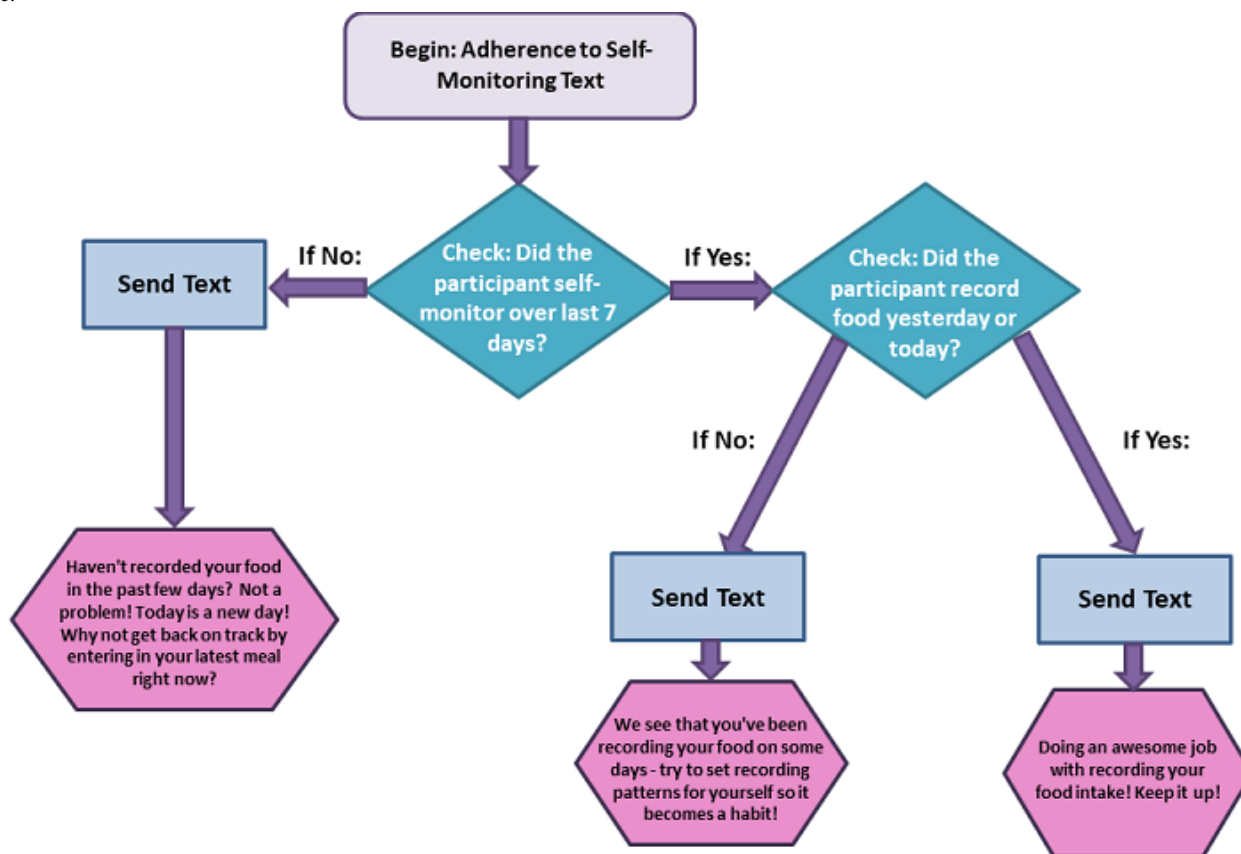 Begin: Adherence to Self-
Monitoring Text
If No:
Check: Did the
participant self-
monitor over last 7
days?
If Yes:
Check: Did the
participant record
food yesterday or
today?
Send Text
If No:
If Yes:
Haven't recorded your food
in the past few days? Not a
problem! Today is a new day!
Why not get back on track by
entering in your latest meal
right now?
Send Text
Send Text
We see that you've been
recording your food on some
days - try to set recording
patterns for yourself so it
becomes a habit!
Doing an awesome job
with recording your
food intake! Keep it up!